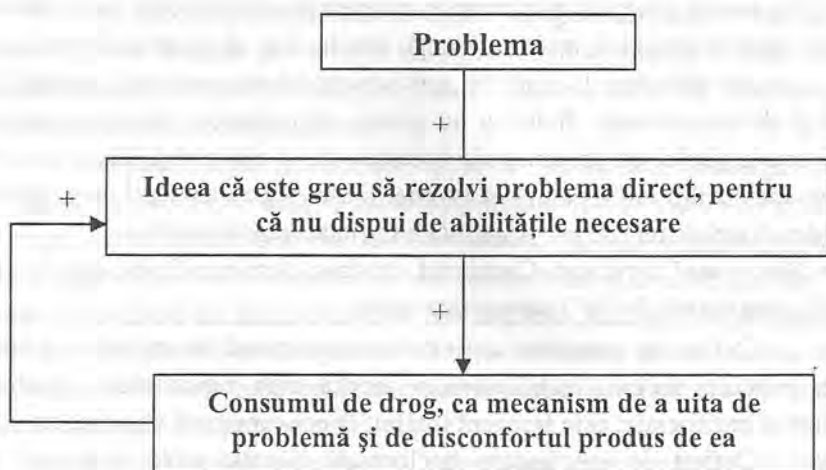 Problema
+
Ideea că este greu să rezolvi problema direct, pentru
că nu dispui de abilitățile necesare
+
+
Consumul de drog, ca mecanism de a uita de
problemă și de disconfortul produs de ea